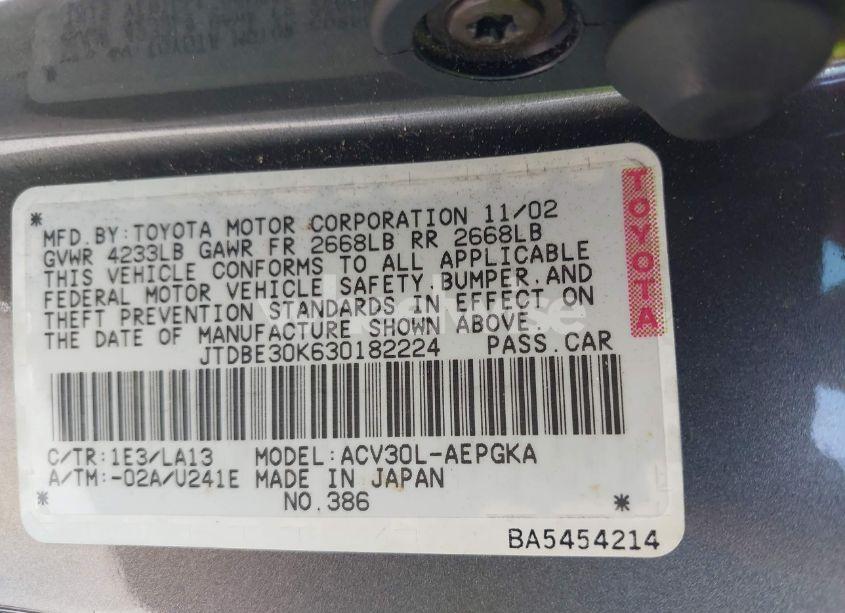 MFD.BY:TOYOTA MOTOR CORPORATION 11/02
GVWR 4233LB GAWR FR 2668LB RR 2668LB
THIS VEHICLE CONFORMS TO ALL APPLICABLE
FEDERAL MOTOR VEHICLE SAFETY,BUMPER,AND
THEFT PREVENTION STANDARDS IN EFFECT ON
THE DATE OF MANUFACTURE SHOWN ABOVE.
JTDBE30K630182224 PASS.CAR
C/TR:1E3/LA13 MODEL:ACV30L-AEPGKA
A/TM:-02A/U241E MADE IN JAPAN
* NO.386 *
BA5454214
TOYOTA